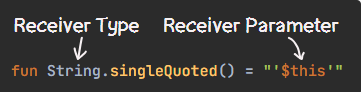 Receiver Type Receiver Parameter
fun String.singleQuoted() = "'$this'"